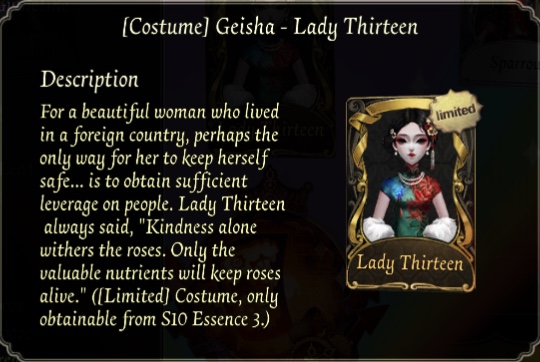 [Costume] Geisha - Lady Thirteen
Description
For a beautiful woman who lived
in a foreign country, perhaps the
only way for her to keep herself
safe... is to obtain sufficient
leverage on people. Lady Thirteen
always said, "Kindness alone
withers the roses. Only the
valuable nutrients will keep roses
alive." ([Limited] Costume, only
obtainable from S10 Essence 3.)
limited
Lady Thirteen